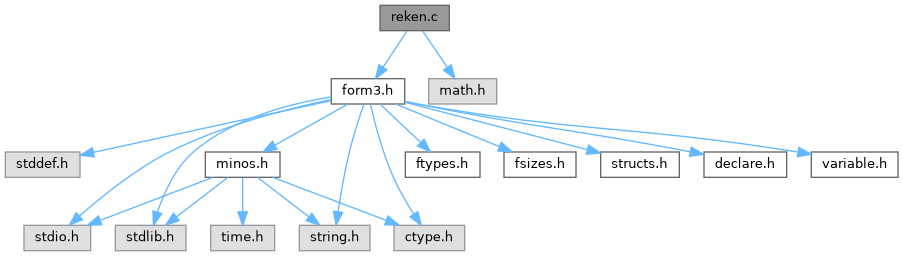 reken.c
form3.h
math.h
stddef.h
minos.h
ftypes.h
fsizes.h
structs.h
declare.h
variable.h
stdio.h
stdlib.h
time.h
string.h
ctype.h